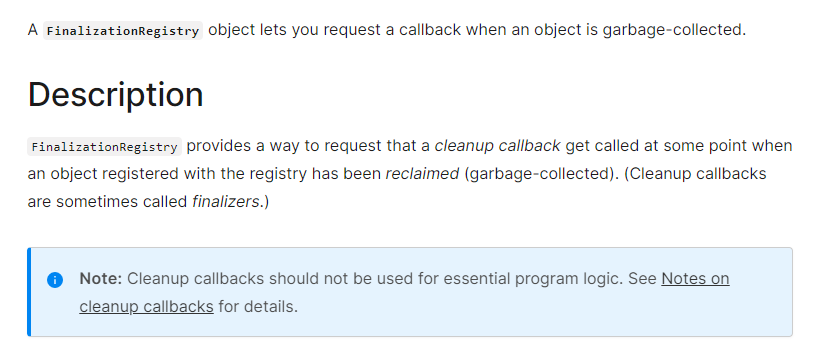 A FinalizationRegistry object lets you request a callback when an object is garbage-collected.
Description
FinalizationRegistry provides a way to request that a cleanup callback get called at some point when
an object registered with the registry has been reclaimed (garbage-collected). (Cleanup callbacks
are sometimes called finalizers.)
Note: Cleanup callbacks should not be used for essential program logic. See Notes on
cleanup callbacks for details.